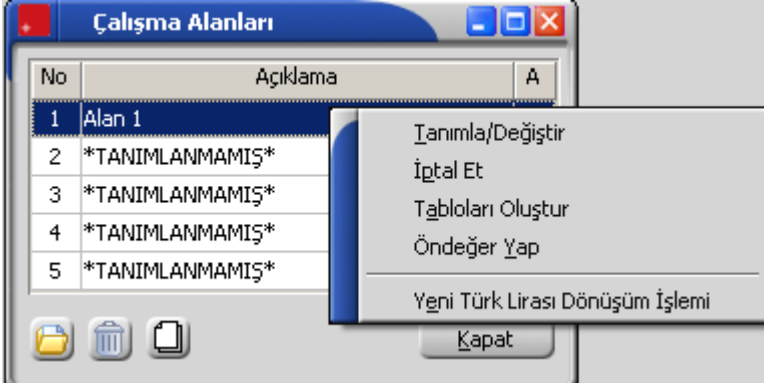 Çalışma Alanları
No Açıklama A
1 Alan 1
2 *TANIMLANMAMIŞ*
3 *TANIMLANMAMIŞ*
4 *TANIMLANMAMIŞ*
5 *TANIMLANMAMIŞ*
Tanımla/Değiştir
İptal Et
Tabloları Oluştur
Öndeğer Yap
Yeni Türk Lirası Dönüşüm İşlemi
Kapat